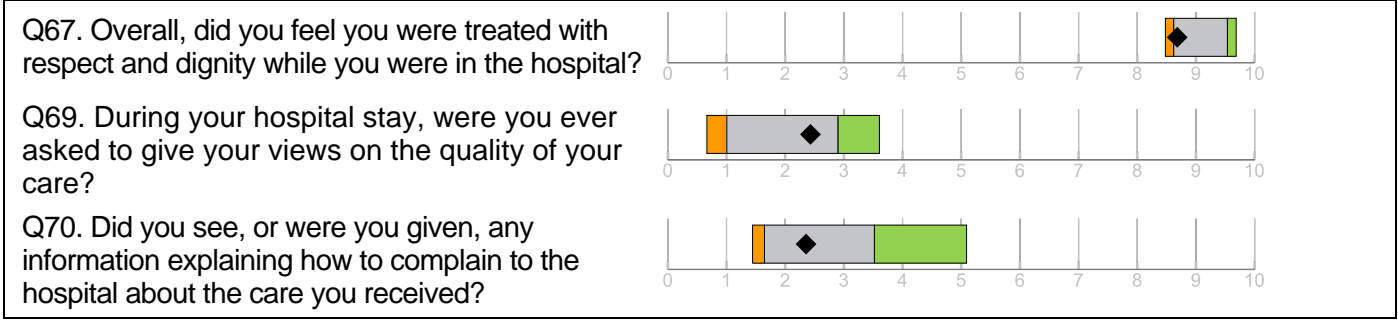 Q67. Overall, did you feel you were treated with
respect and dignity while you were in the hospital?
0 1 2 3 4 5 6 7 8 9 10
Q69. During your hospital stay, were you ever
asked to give your views on the quality of your
care?
0 1 2 3 4 5 6 7 8 9 10
Q70. Did you see, or were you given, any
information explaining how to complain to the
hospital about the care you received?
0 1 2 3 4 5 6 7 8 9 10